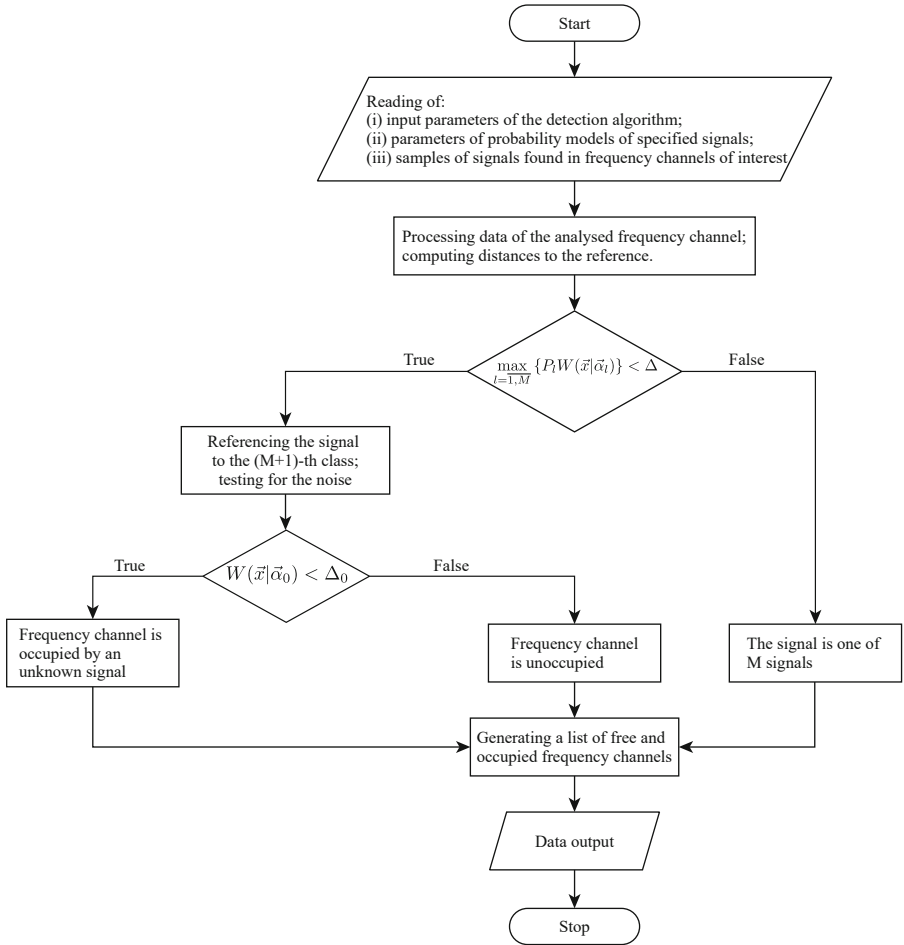 Start
Reading of:
(i) input parameters of the detection algorithm;
(ii) parameters of probability models of specified signals;
(iii) samples of signals found in frequency channels of interest
Processing data of the analysed frequency channel;
computing distances to the reference.
max {P_l W(x⃗|α⃗_l)} < Δ
l=\overline{1,M}
True
False
Referencing the signal
to the (M+1)-th class;
testing for the noise
W(x⃗|α⃗_0) < Δ_0
True
False
Frequency channel is
occupied by an
unknown signal
Frequency channel
is unoccupied
The signal is one of
M signals
Generating a list of free and
occupied frequency channels
Data output
Stop